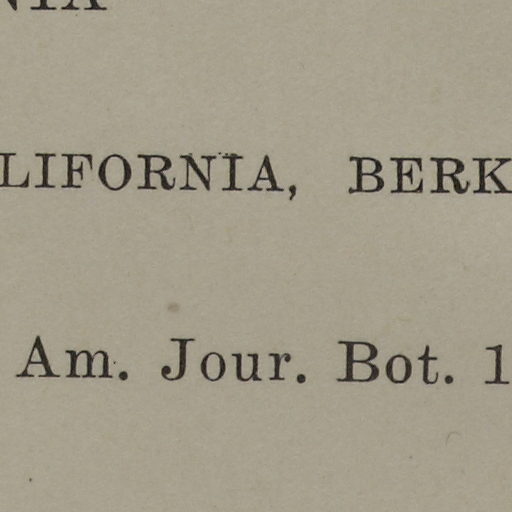 LIFORNIA, BERK
Am. Jour. Bot. 1